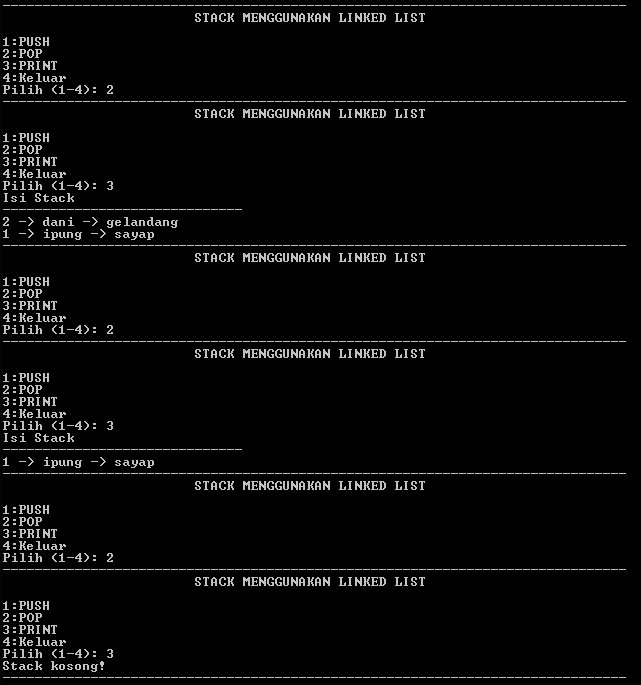 STACK MENGGUNAKAN LINKED LIST
1:PUSH
2:POP
3:PRINT
4:Keluar
Pilih (1-4): 2
STACK MENGGUNAKAN LINKED LIST
1:PUSH
2:POP
3:PRINT
4:Keluar
Pilih (1-4): 3
Isi Stack
2 -> dani -> gelandang
1 -> ipung -> sayap
STACK MENGGUNAKAN LINKED LIST
1:PUSH
2:POP
3:PRINT
4:Keluar
Pilih (1-4): 2
STACK MENGGUNAKAN LINKED LIST
1:PUSH
2:POP
3:PRINT
4:Keluar
Pilih (1-4): 3
Isi Stack
1 -> ipung -> sayap
STACK MENGGUNAKAN LINKED LIST
1:PUSH
2:POP
3:PRINT
4:Keluar
Pilih (1-4): 2
STACK MENGGUNAKAN LINKED LIST
1:PUSH
2:POP
3:PRINT
4:Keluar
Pilih (1-4): 3
Stack kosong!